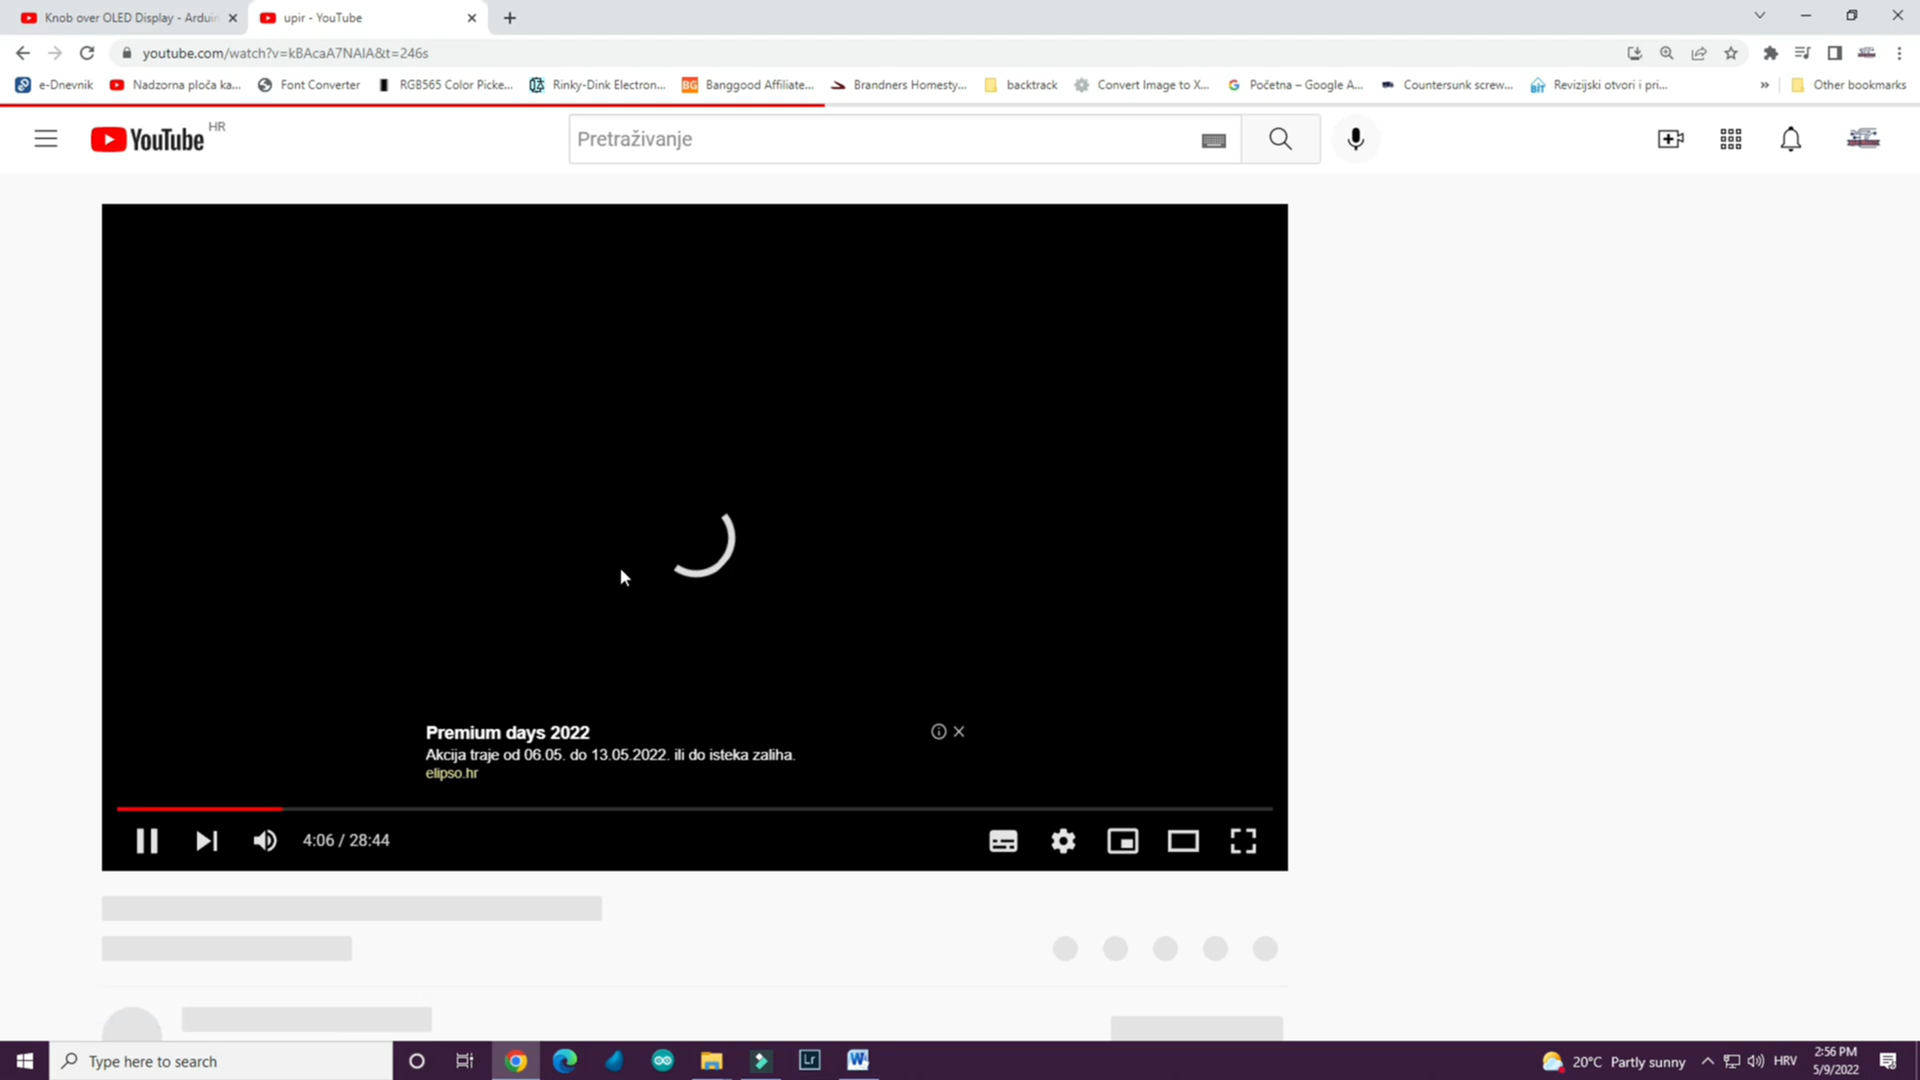 Knob over OLED Display - Arduin
upir - YouTube
youtube.com/watch?v=kBAcaA7NAlA&t=246s
e-Dnevnik
Nadzorna ploča ka...
Font Converter
RGB565 Color Picke...
Rinky-Dink Electron...
BG Banggood Affiliate...
Brandners Homesty...
backtrack
Convert Image to X...
Početna – Google A...
Countersunk screw...
Revizijski otvori i pri...
»
Other bookmarks
YouTube HR
Pretraživanje
Premium days 2022
Akcija traje od 06.05. do 13.05.2022. ili do isteka zaliha.
elipso.hr
4:06 / 28:44
Type here to search
Lr
W
20°C Partly sunny
HRV
2:56 PM
5/9/2022